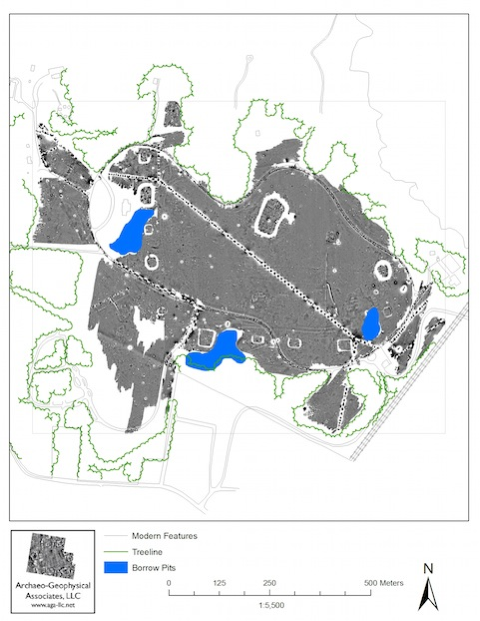 Modern Features
Treeline
Borrow Pits
Archaeo-Geophysical
Associates, LLC
www.aga-llc.net
0 125 250 500 Meters
1:5,500
N